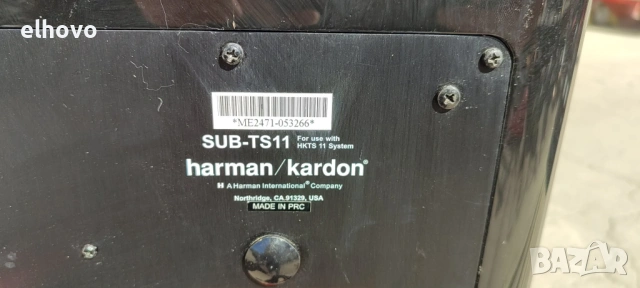 elhovo
*ME2471-053266*
SUB-TS11 For use with HKTS 11 System
harman/kardon®
H A Harman International® Company
Northridge, CA.91329, USA
MADE IN PRC
BAZAR